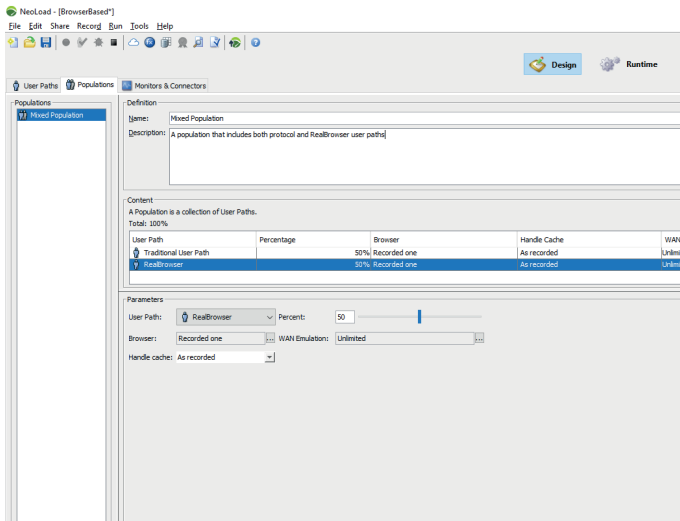 NeoLoad - [BrowserBased*]
File Edit Share Record Run Tools Help
Design Runtime
User Paths Populations Monitors & Connectors
Populations
Mixed Population
Definition
Name: Mixed Population
Description: A population that includes both protocol and RealBrowser user paths
Content
A Population is a collection of User Paths.
Total: 100%
User Path Percentage Browser Handle Cache WAN
Traditional User Path 50% Recorded one As recorded Unlimi
RealBrowser 50% Recorded one As recorded Unlimi
Parameters
User Path: RealBrowser Percent: 50
Browser: Recorded one ... WAN Emulation: Unlimited ...
Handle cache: As recorded